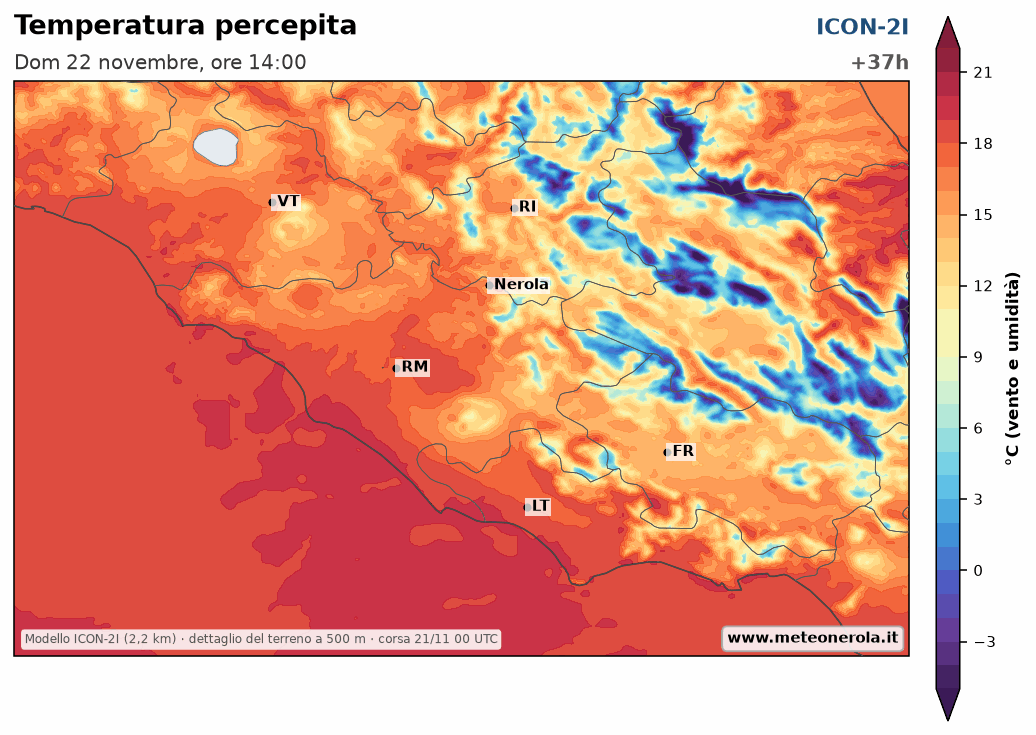 Temperatura percepita
ICON-2I
Dom 22 novembre, ore 14:00
+37h
21
18
15
12
9
6
3
0
−3
°C (vento e umidità)
VT
RI
Nerola
RM
FR
LT
Modello ICON-2I (2,2 km) · dettaglio del terreno a 500 m · corsa 21/11 00 UTC
www.meteonerola.it